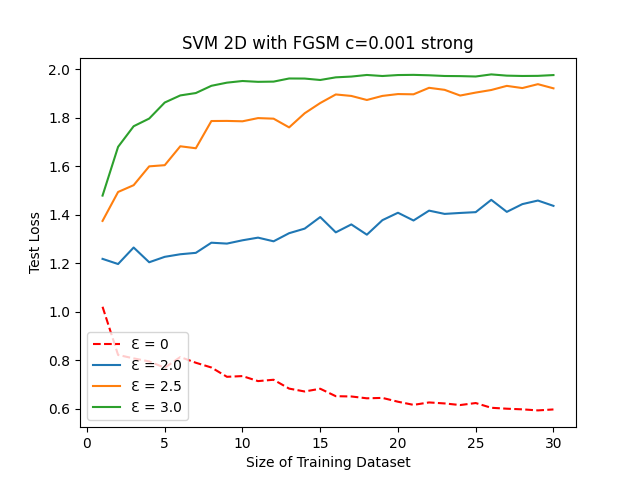 SVM 2D with FGSM c=0.001 strong
Test Loss
2.0
1.8
1.6
1.4
1.2
1.0
0.8
0.6
ℇ = 0
ℇ = 2.0
ℇ = 2.5
ℇ = 3.0
0 5 10 15 20 25 30
Size of Training Dataset